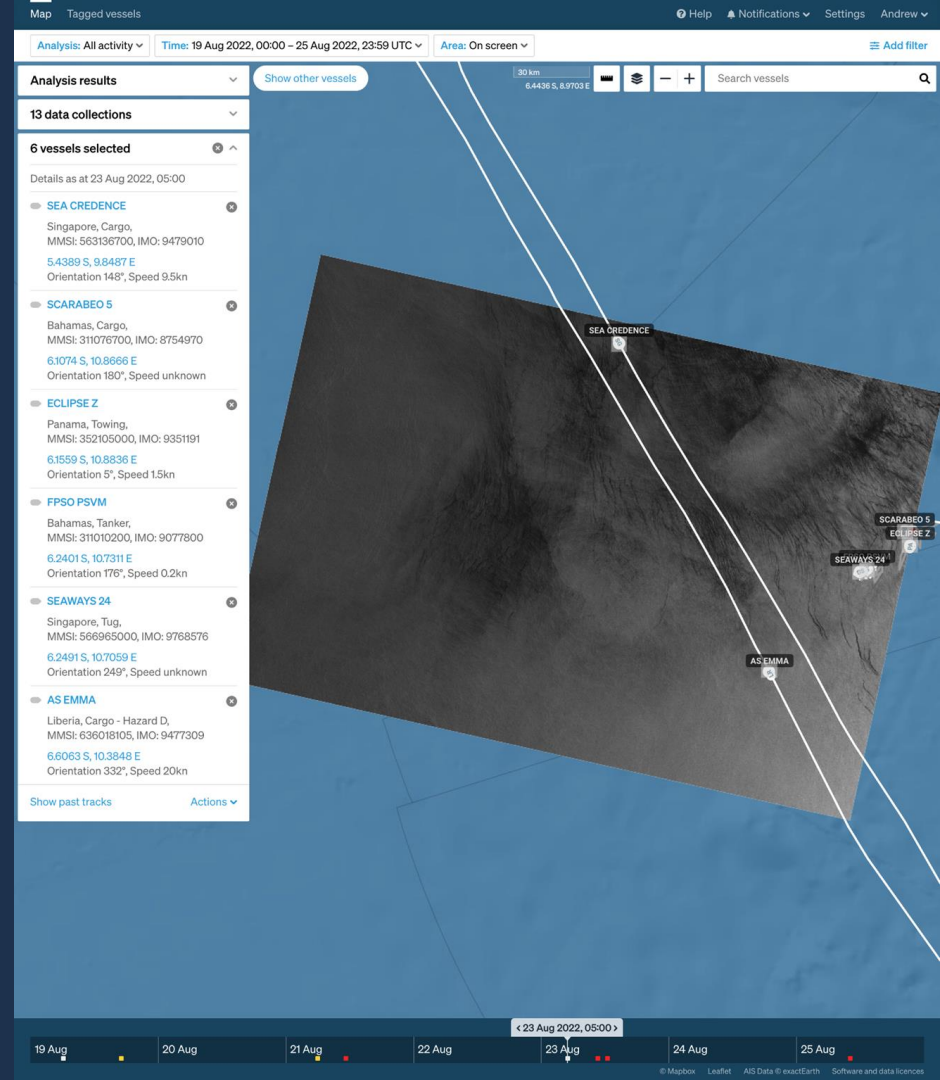 Map Tagged vessels Help Notifications Settings Andrew
Analysis: All activity Time: 19 Aug 2022, 00:00 – 25 Aug 2022, 23:59 UTC Area: On screen Add filter
Analysis results
Show other vessels
30 km
6.4436 S, 8.9703 E
Search vessels
13 data collections
6 vessels selected
Details as at 23 Aug 2022, 05:00
SEA CREDENCE
Singapore, Cargo,
MMSI: 563136700, IMO: 9479010
5.4389 S, 9.8487 E
Orientation 148°, Speed 9.5kn
SCARABEO 5
Bahamas, Cargo,
MMSI: 311076700, IMO: 8754970
6.1074 S, 10.8666 E
Orientation 180°, Speed unknown
ECLIPSE Z
Panama, Towing,
MMSI: 352105000, IMO: 9351191
6.1559 S, 10.8836 E
Orientation 5°, Speed 1.5kn
FPSO PSVM
Bahamas, Tanker,
MMSI: 311010200, IMO: 9077800
6.2401 S, 10.7311 E
Orientation 176°, Speed 0.2kn
SEAWAYS 24
Singapore, Tug,
MMSI: 566965000, IMO: 9768576
6.2491 S, 10.7059 E
Orientation 249°, Speed unknown
AS EMMA
Liberia, Cargo - Hazard D,
MMSI: 636018105, IMO: 9477309
6.6063 S, 10.3848 E
Orientation 332°, Speed 20kn
Show past tracks Actions
SEA CREDENCE
SCARABEO 5
ECLIPSE Z
SEAWAYS 24
AS EMMA
23 Aug 2022, 05:00
19 Aug 20 Aug 21 Aug 22 Aug 23 Aug 24 Aug 25 Aug
© Mapbox Leaflet AIS Data © exactEarth Software and data licences